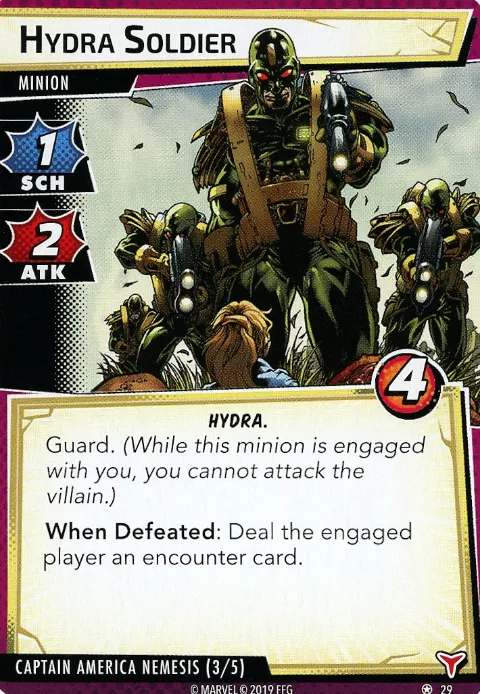 HYDRA SOLDIER
MINION
1
SCH
2
ATK
4
HYDRA.
Guard. (While this minion is engaged
with you, you cannot attack the
villain.)
When Defeated: Deal the engaged
player an encounter card.
CAPTAIN AMERICA NEMESIS (3/5)
© MARVEL © 2019 FFG
29